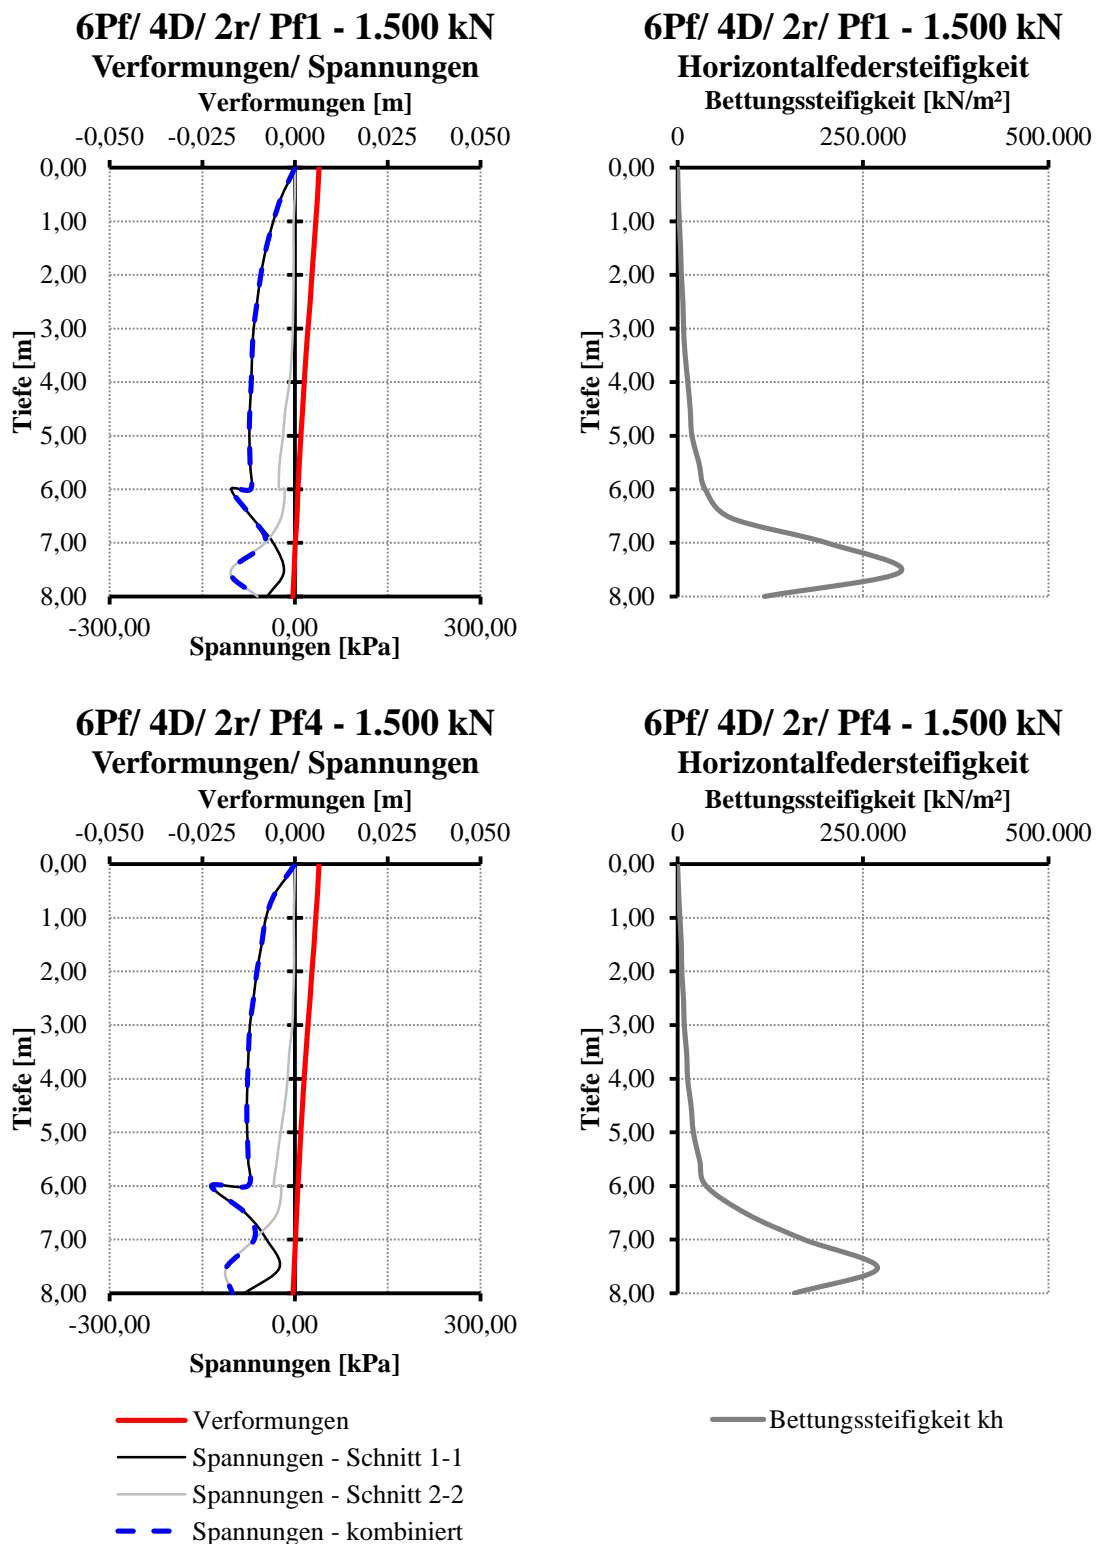 6Pf/ 4D/ 2r/ Pf1 - 1.500 kN
Verformungen/ Spannungen
Verformungen [m]
-0,050 -0,025 0,000 0,025 0,050
0,00
1,00
2,00
3,00
4,00
5,00
6,00
7,00
8,00
Tiefe [m]
-300,00 0,00 300,00
Spannungen [kPa]
6Pf/ 4D/ 2r/ Pf1 - 1.500 kN
Horizontalfedersteifigkeit
Bettungssteifigkeit [kN/m²]
0 250.000 500.000
0,00
1,00
2,00
3,00
4,00
5,00
6,00
7,00
8,00
Tiefe [m]
6Pf/ 4D/ 2r/ Pf4 - 1.500 kN
Verformungen/ Spannungen
Verformungen [m]
-0,050 -0,025 0,000 0,025 0,050
0,00
1,00
2,00
3,00
4,00
5,00
6,00
7,00
8,00
Tiefe [m]
-300,00 0,00 300,00
Spannungen [kPa]
6Pf/ 4D/ 2r/ Pf4 - 1.500 kN
Horizontalfedersteifigkeit
Bettungssteifigkeit [kN/m²]
0 250.000 500.000
0,00
1,00
2,00
3,00
4,00
5,00
6,00
7,00
8,00
Tiefe [m]
Verformungen
Spannungen - Schnitt 1-1
Spannungen - Schnitt 2-2
Spannungen - kombiniert
Bettungssteifigkeit kh